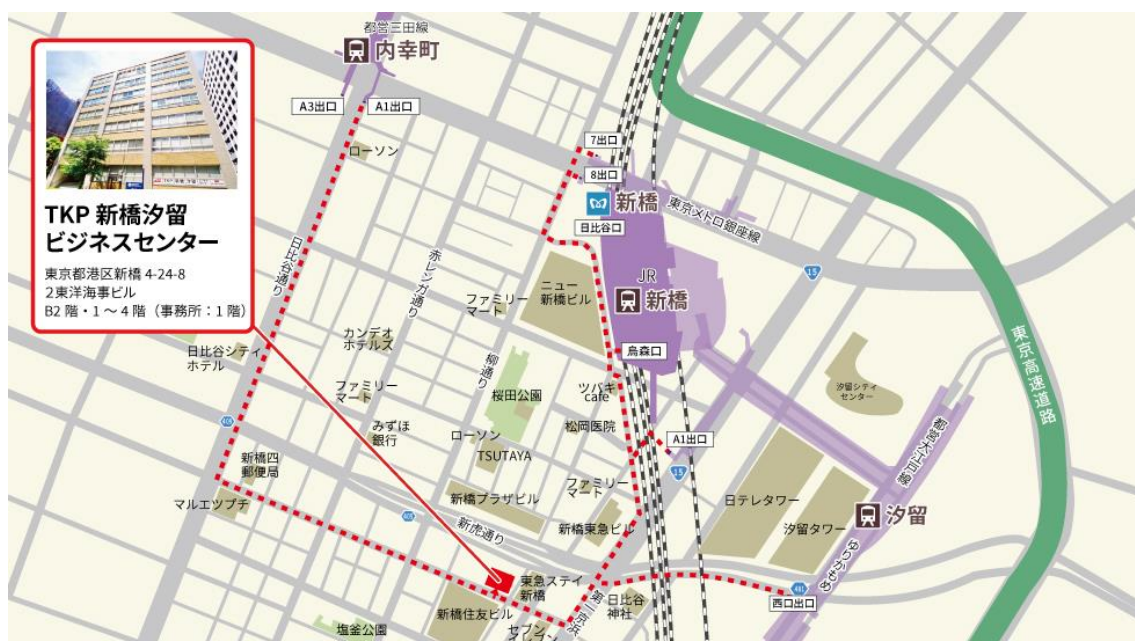 都営三田線
内幸町
A3出口
A1出口
ローソン
TKP 新橋汐留
ビジネスセンター
東京都港区新橋 4-24-8
2東洋海事ビル
B2 階・1 ～ 4 階（事務所：1 階）
日比谷通り
赤レンガ通り
7出口
8出口
新橋
日比谷口
東京メトロ銀座線
15
JR
新橋
ニュー
新橋ビル
ファミリー
マート
烏森口
カンデオ
ホテルズ
日比谷シティ
ホテル
柳通り
桜田公園
ツバキ
cafe
汐留シティ
センター
東京高速道路
ファミリー
マート
みずほ
銀行
ローソン
TSUTAYA
松岡医院
A1出口
15
都営大江戸線
409
新橋四
郵便局
マルエツプチ
新橋プラザビル
ファミリー
マート
新橋東急ビル
日テレタワー
汐留タワー
汐留
新虎通り
405
ゆりかもめ
481
西口出口
東急ステイ
新橋
新橋住友ビル
第二京浜
日比谷
神社
塩釜公園
セブン